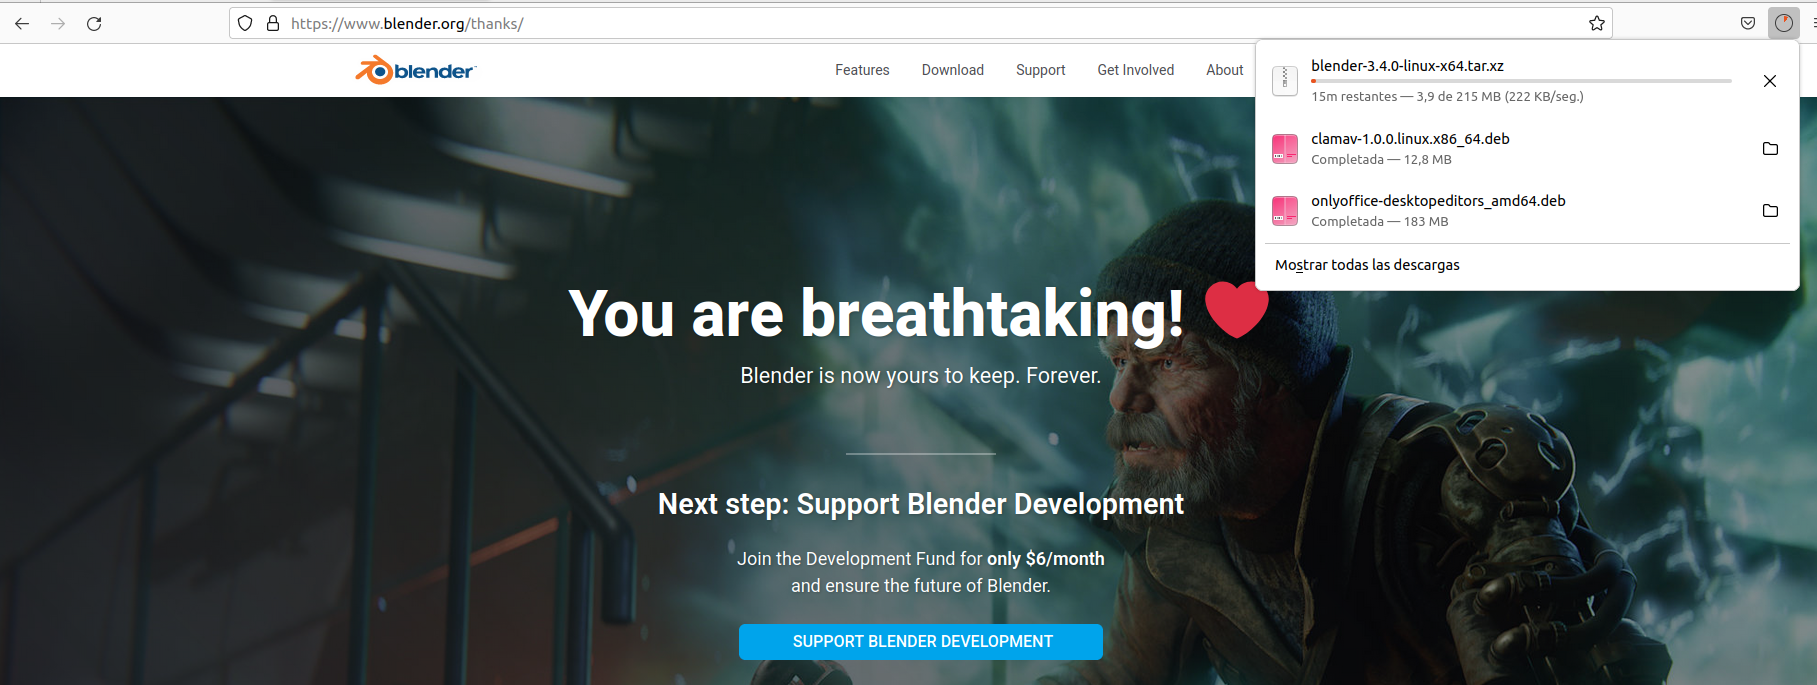 https://www.blender.org/thanks/
blender
Features Download Support Get Involved About
blender-3.4.0-linux-x64.tar.xz
15m restantes — 3,9 de 215 MB (222 KB/seg.)
clamav-1.0.0.linux.x86_64.deb
Completada — 12,8 MB
onlyoffice-desktopeditors_amd64.deb
Completada — 183 MB
Mostrar todas las descargas
You are breathtaking! ❤
Blender is now yours to keep. Forever.
Next step: Support Blender Development
Join the Development Fund for only $6/month
and ensure the future of Blender.
SUPPORT BLENDER DEVELOPMENT